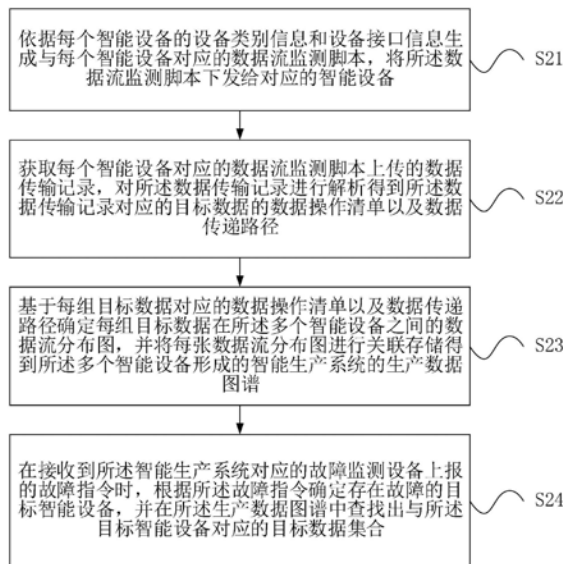 依据每个智能设备的设备类别信息和设备接口信息生
成与每个智能设备对应的数据流监测脚本，将所述数
据流监测脚本下发给对应的智能设备
S21
获取每个智能设备对应的数据流监测脚本上传的数据
传输记录，对所述数据传输记录进行解析得到所述数
据传输记录对应的目标数据的数据操作清单以及数据
传递路径
S22
基于每组目标数据对应的数据操作清单以及数据传递
路径确定每组目标数据在所述多个智能设备之间的数
据流分布图，并将每张数据流分布图进行关联存储得
到所述多个智能设备形成的智能生产系统的生产数据
图谱
S23
在接收到所述智能生产系统对应的故障监测设备上报
的故障指令时，根据所述故障指令确定存在故障的目
标智能设备，并在所述生产数据图谱中查找出与所述
目标智能设备对应的目标数据集合
S24